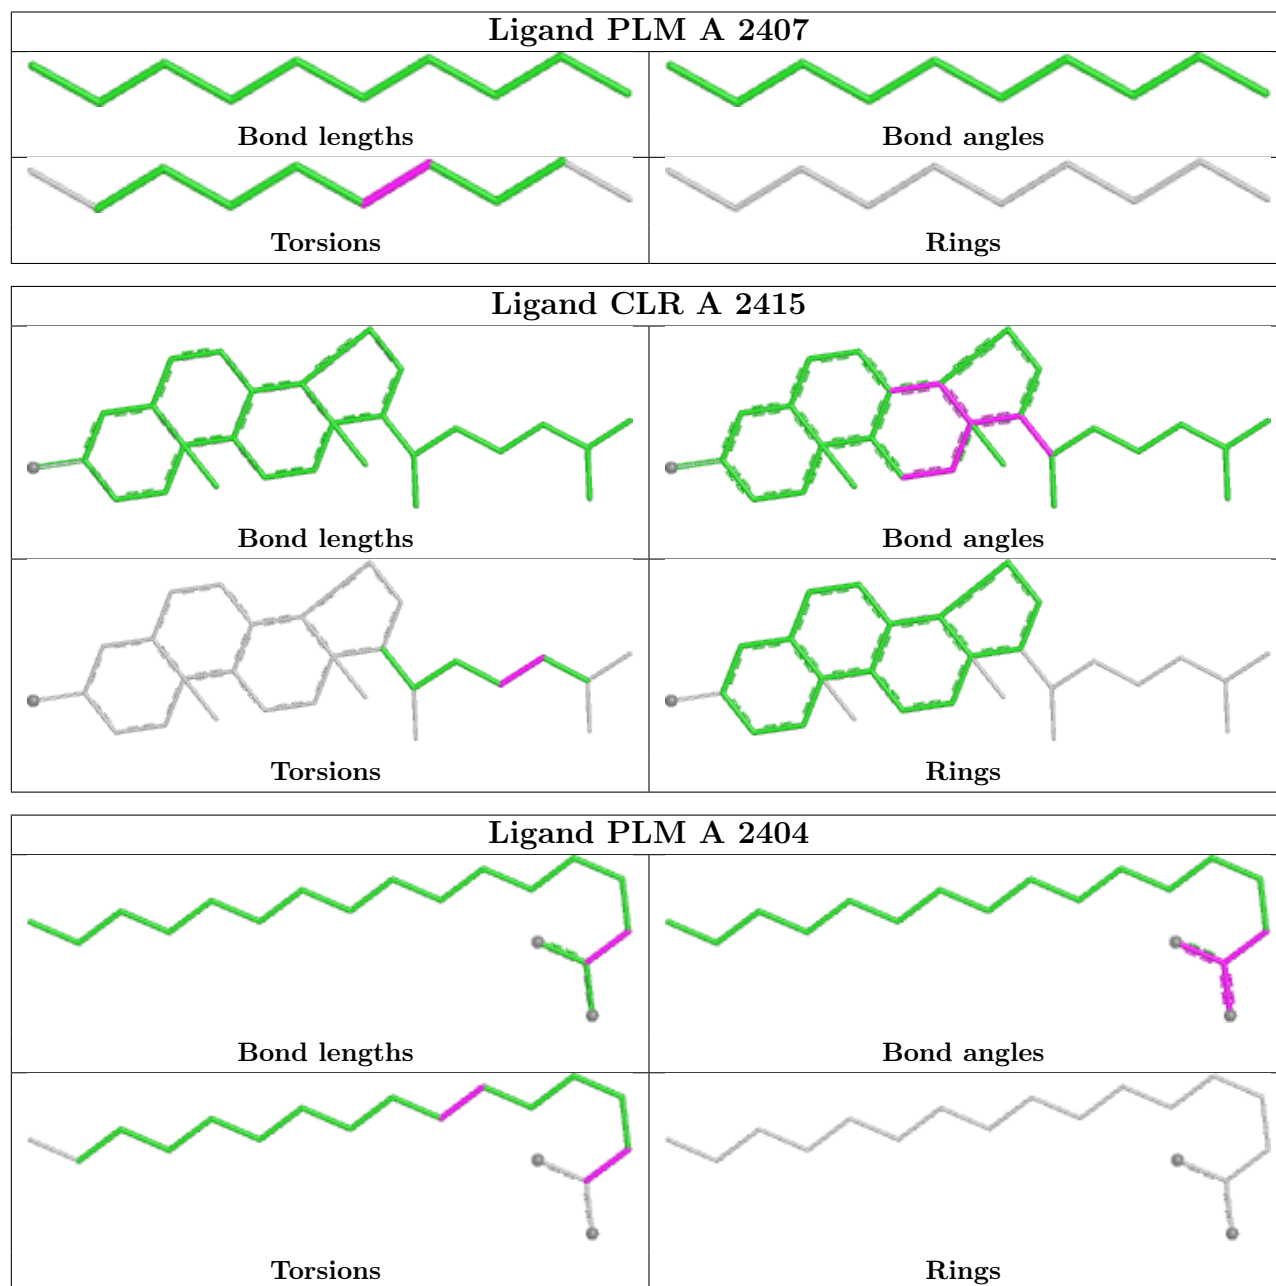 Ligand PLM A 2407
Bond lengths
Bond angles
Torsions
Rings
Ligand CLR A 2415
Bond lengths
Bond angles
Torsions
Rings
Ligand PLM A 2404
Bond lengths
Bond angles
Torsions
Rings